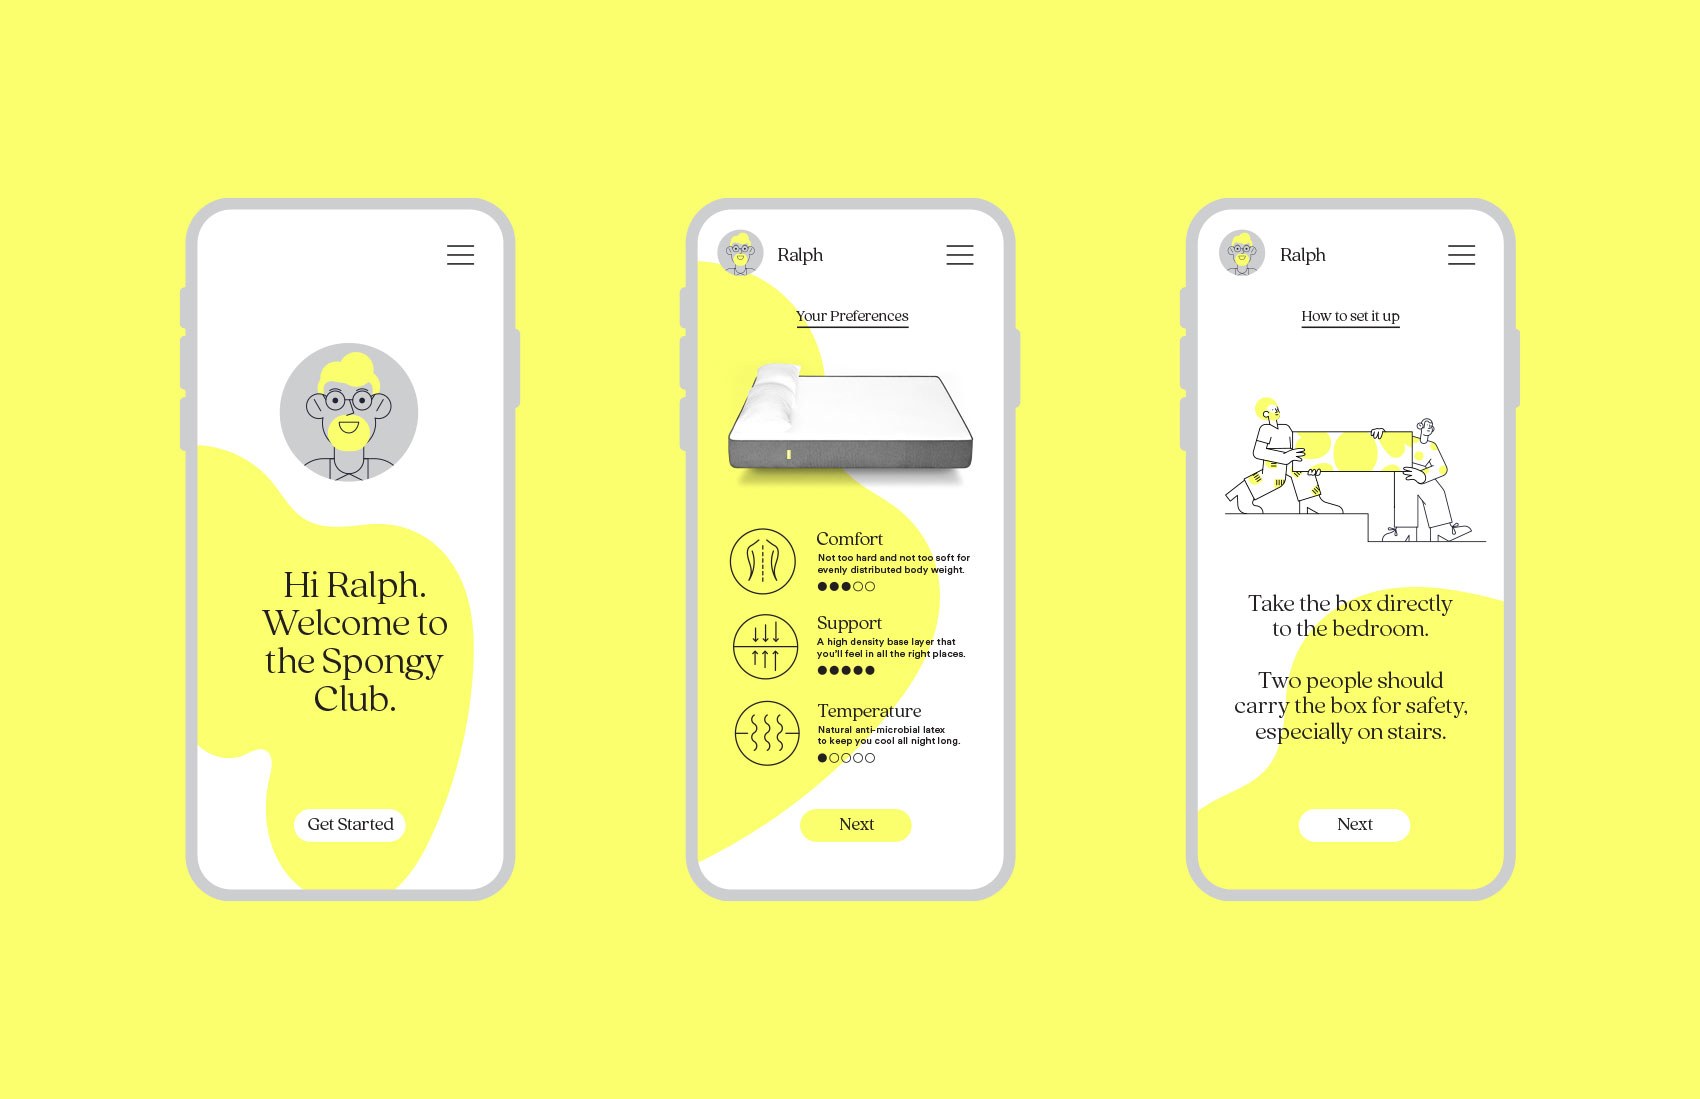 Hi Ralph.
Welcome to
the Spongy
Club.
Get Started
Ralph
Your Preferences
Comfort
Not too hard and not too soft for
evenly distributed body weight.
Support
A high density base layer that
you'll feel in all the right places.
Temperature
Natural anti-microbial latex
to keep you cool all night long.
Next
Ralph
How to set it up
Take the box directly
to the bedroom.
Two people should
carry the box for safety,
especially on stairs.
Next